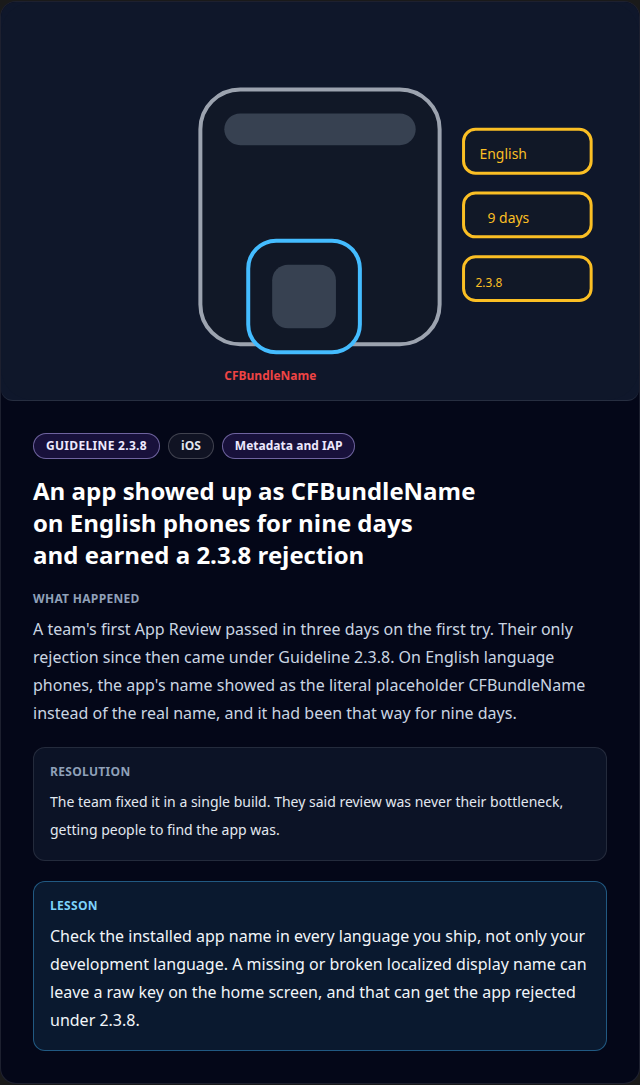 English
9 days
2.3.8
CFBundleName
GUIDELINE 2.3.8
iOS
Metadata and IAP
An app showed up as CFBundleName
on English phones for nine days
and earned a 2.3.8 rejection
WHAT HAPPENED
A team's first App Review passed in three days on the first try. Their only
rejection since then came under Guideline 2.3.8. On English language
phones, the app's name showed as the literal placeholder CFBundleName
instead of the real name, and it had been that way for nine days.
RESOLUTION
The team fixed it in a single build. They said review was never their bottleneck,
getting people to find the app was.
LESSON
Check the installed app name in every language you ship, not only your
development language. A missing or broken localized display name can
leave a raw key on the home screen, and that can get the app rejected
under 2.3.8.